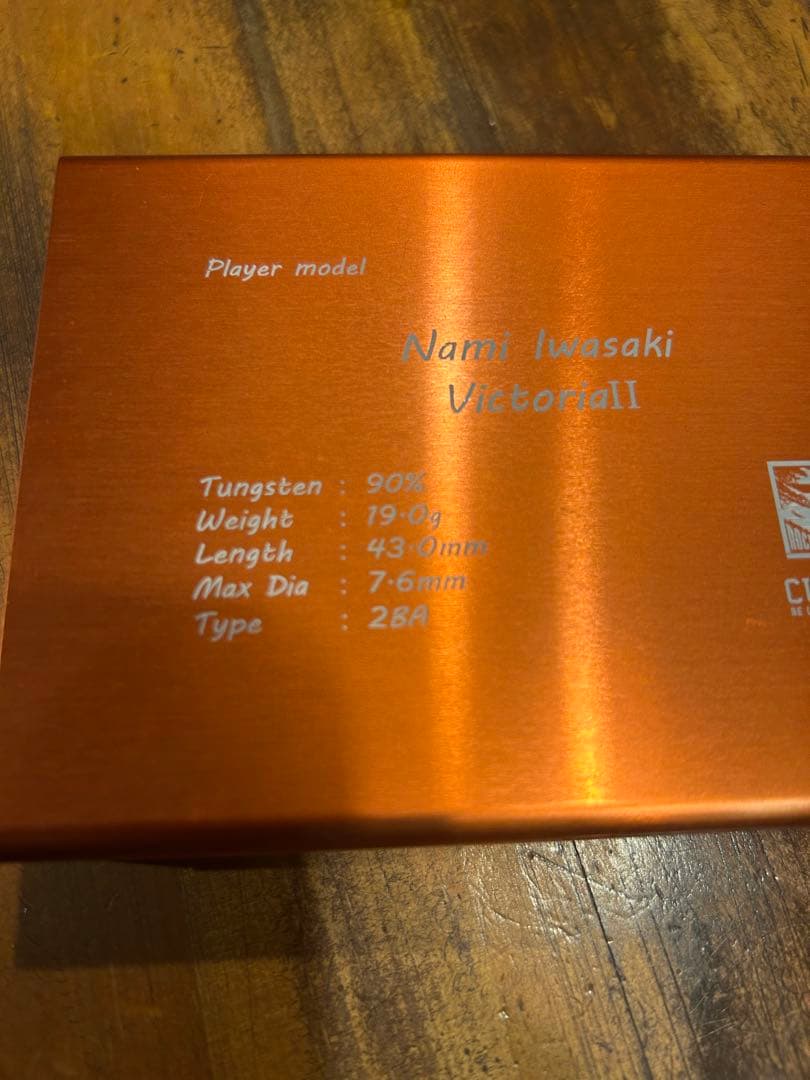 Player model
Nami Iwasaki
VictoriaII
Tungsten : 90%
Weight : 19.0g
Length : 43.0mm
Max Dia : 7.6mm
Type : 2BA